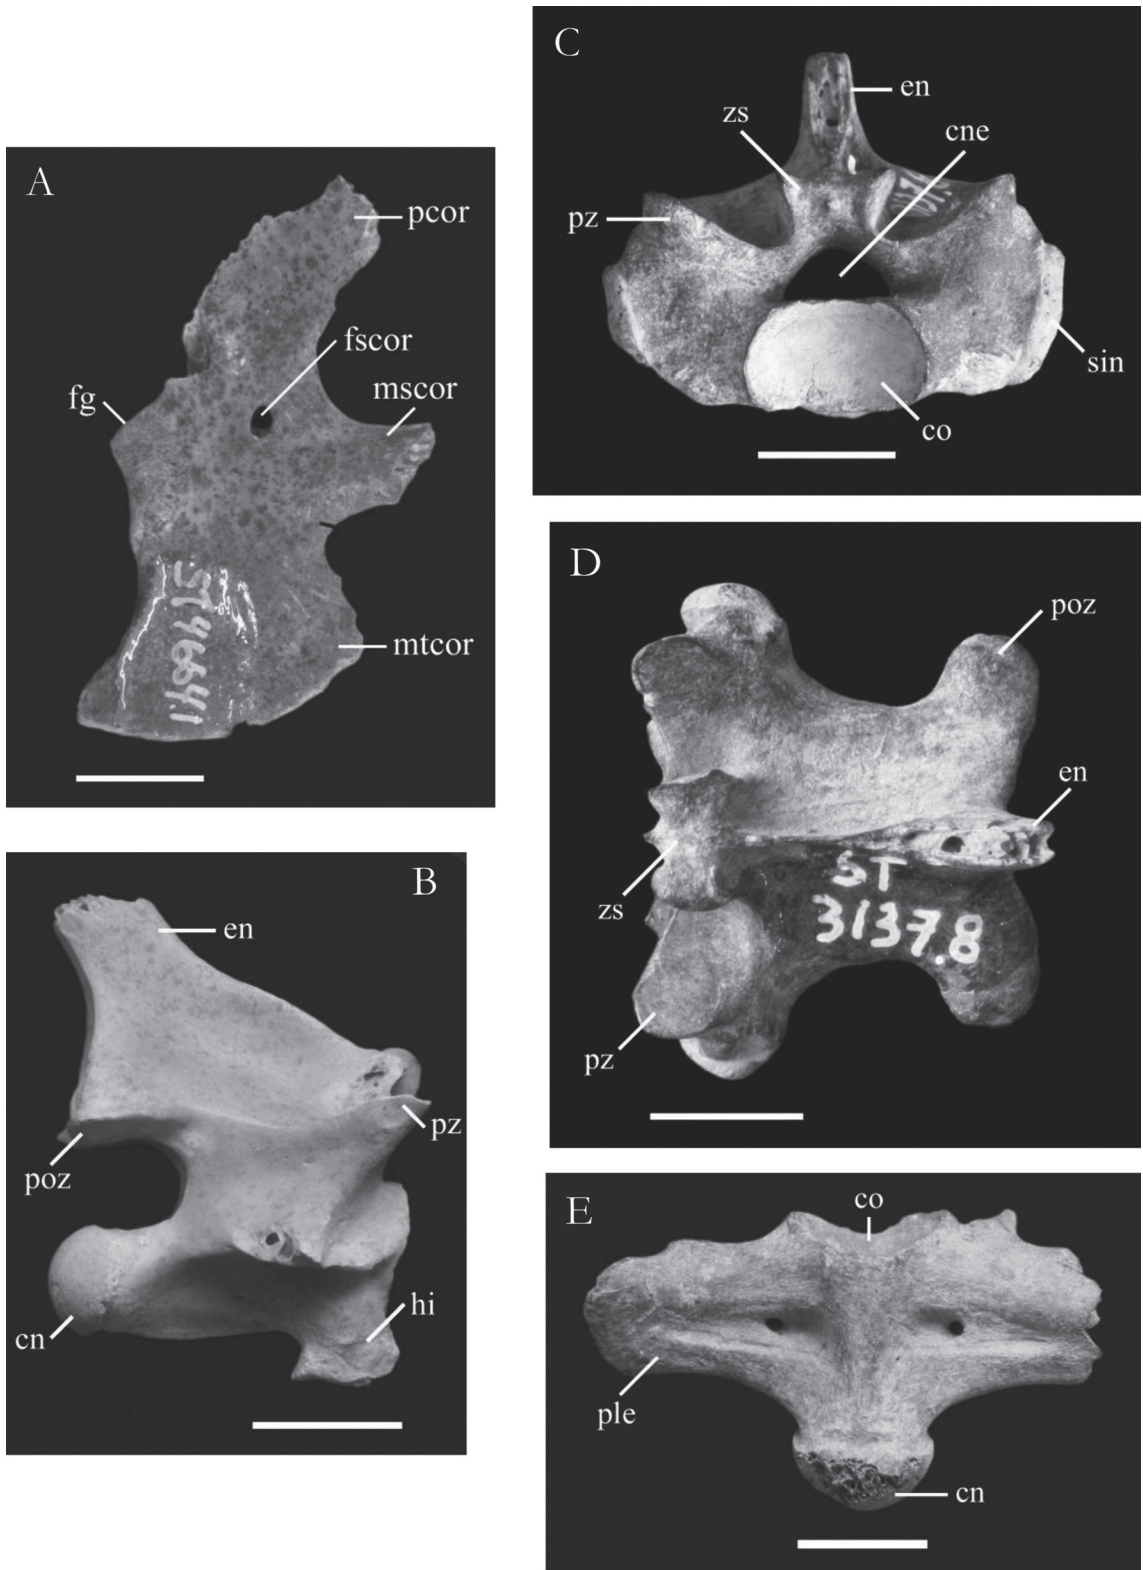 A
pcor
fscor
mscor
fg
mtcor
ST4664.1
B
en
pz
poz
hi
cn
C
en
zs
cne
pz
sin
co
D
poz
en
zs
ST
3137.8
pz
E
co
ple
cn